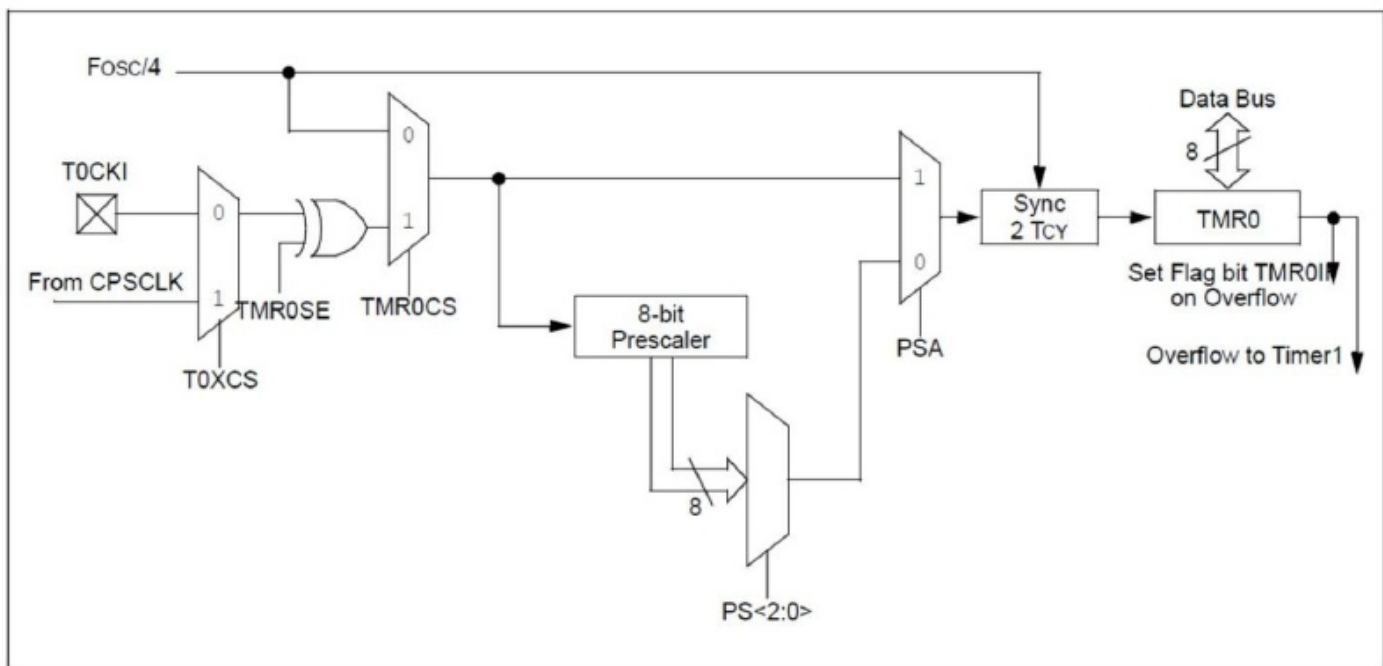 Fosc/4
Data Bus
8
T0CKI
0
1
0
1
1
0
Sync
2 TCY
TMR0
From CPSCLK
TMR0SE
TMR0CS
T0XCS
8-bit
Prescaler
PSA
Set Flag bit TMR0IF
on Overflow
Overflow to Timer1
8
PS<2:0>